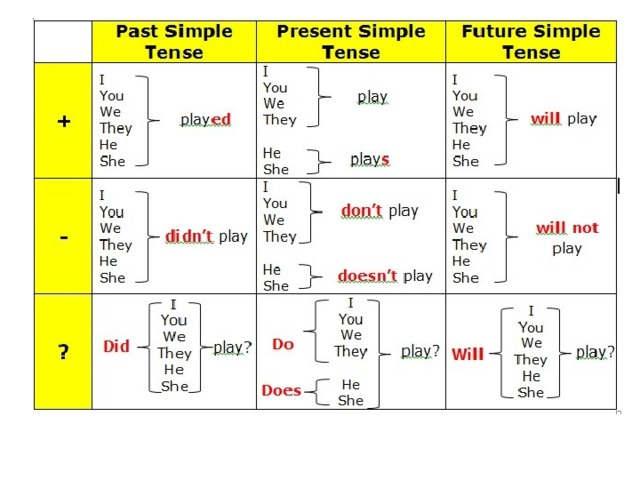 Past Simple
Tense
Present Simple
Tense
Future Simple
Tense
+
I
You
We
They
He
She
played
I
You
We
They
play
He
She
plays
I
You
We
They
He
She
will play
-
I
You
We
They
He
She
didn't play
I
You
We
They
don't play
He
She
doesn't play
I
You
We
They
He
She
will not
play
?
Did
I
You
We
They
He
She
play?
Do
I
You
We
They
Does
He
She
play?
Will
I
You
We
They
He
She
play?